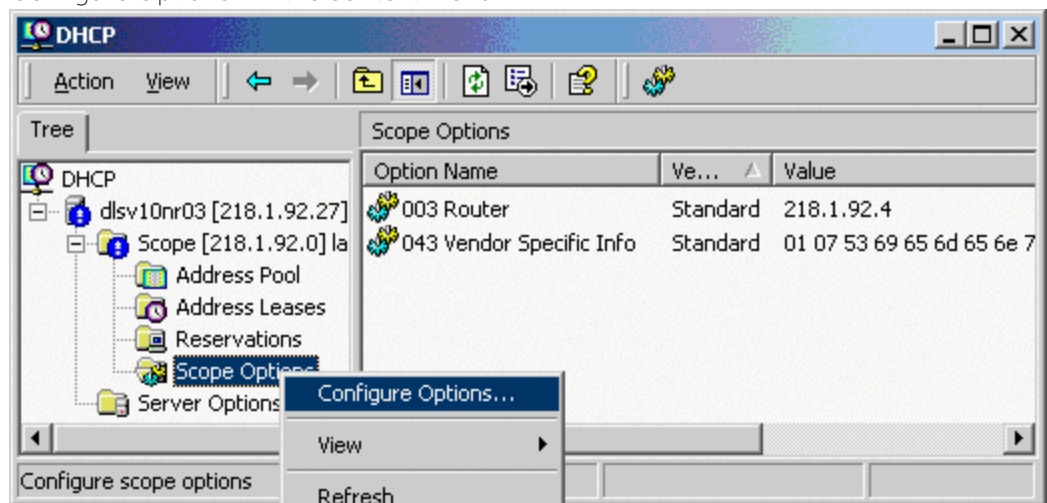 DHCP
Action View
Tree
Scope Options
Option Name Ve... Value
DHCP
dlsv10nr03 [218.1.92.27]
003 Router Standard 218.1.92.4
Scope [218.1.92.0] la
043 Vendor Specific Info Standard 01 07 53 69 65 6d 65 6e 7
Address Pool
Address Leases
Reservations
Scope Options
Configure Options...
Server Options
View
Configure scope options
Refresh